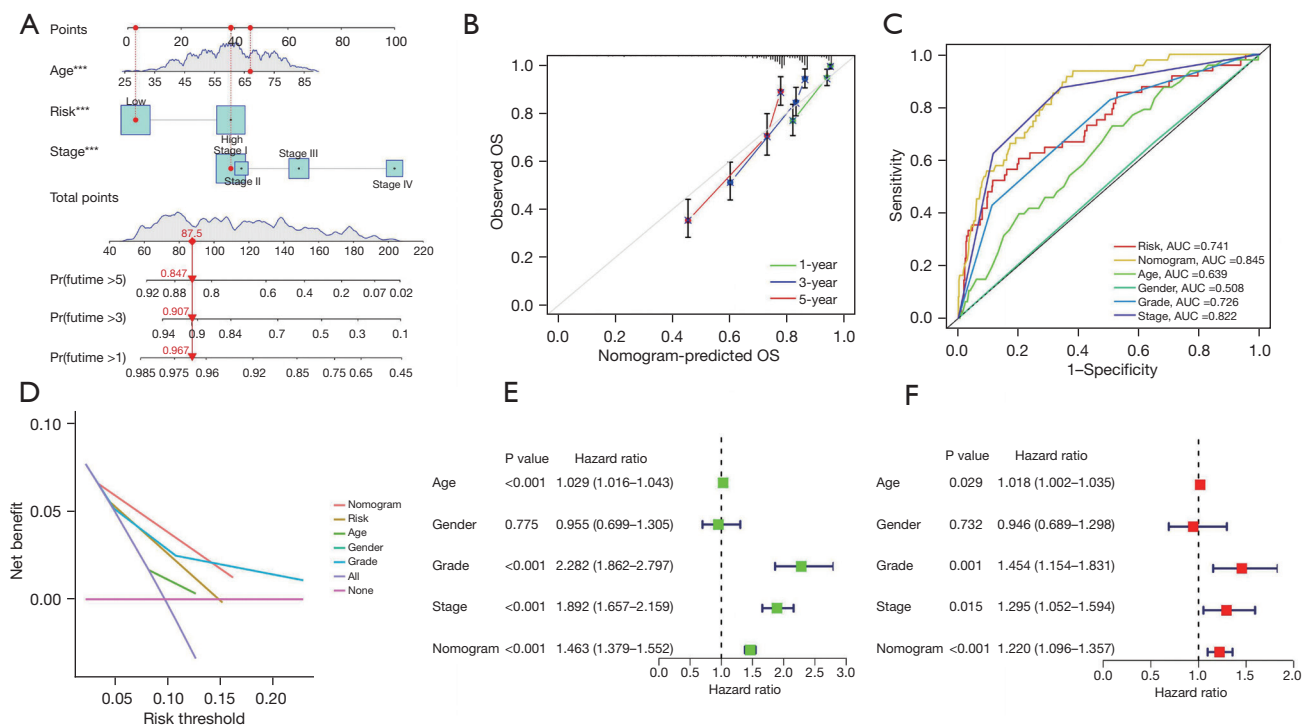 A
Points
0 20 40 60 80 100
Age***
25 35 45 55 65 75 85
Low
Risk***
High
Stage I
Stage III
Stage***
Stage II
Stage IV
Total points
87.5
40 60 80 100 120 140 160 180 200 220
0.847
Pr(futime >5)
0.92 0.88 0.8 0.6 0.4 0.2 0.07 0.02
0.907
Pr(futime >3)
0.94 0.9 0.84 0.7 0.5 0.3 0.1
0.967
Pr(futime >1)
0.985 0.975 0.96 0.92 0.85 0.75 0.65 0.45
B
Observed OS
1.0
0.8
0.6
0.4
0.2
0.0
1-year
3-year
5-year
0.0 0.2 0.4 0.6 0.8 1.0
Nomogram-predicted OS
C
Sensitivity
1.0
0.8
0.6
0.4
0.2
0.0
Risk, AUC =0.741
Nomogram, AUC =0.845
Age, AUC =0.639
Gender, AUC =0.508
Grade, AUC =0.726
Stage, AUC =0.822
0.0 0.2 0.4 0.6 0.8 1.0
1–Specificity
D
Net benefit
0.10
0.05
0.00
Nomogram
Risk
Age
Gender
Grade
All
None
0.05 0.10 0.15 0.20
Risk threshold
E
P value Hazard ratio
Age <0.001 1.029 (1.016–1.043)
Gender 0.775 0.955 (0.699–1.305)
Grade <0.001 2.282 (1.862–2.797)
Stage <0.001 1.892 (1.657–2.159)
Nomogram <0.001 1.463 (1.379–1.552)
0.0 0.5 1.0 1.5 2.0 2.5 3.0
Hazard ratio
F
P value Hazard ratio
Age 0.029 1.018 (1.002–1.035)
Gender 0.732 0.946 (0.689–1.298)
Grade 0.001 1.454 (1.154–1.831)
Stage 0.015 1.295 (1.052–1.594)
Nomogram <0.001 1.220 (1.096–1.357)
0.0 0.5 1.0 1.5 2.0
Hazard ratio